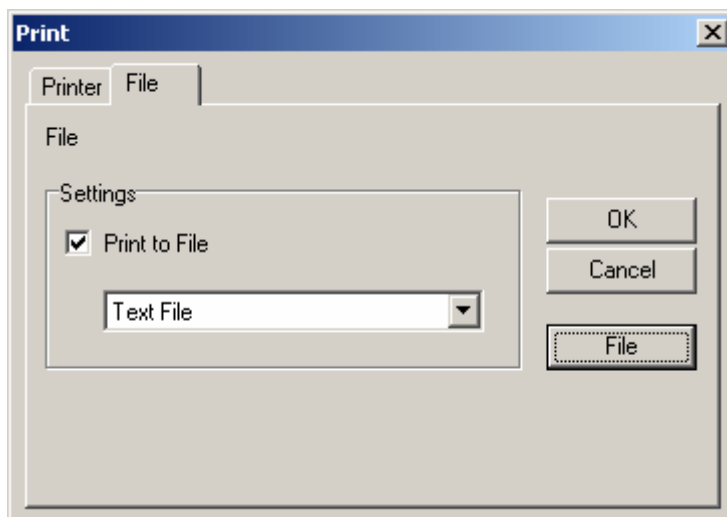 Print
Printer File
File
Settings
Print to File
Text File
OK
Cancel
File